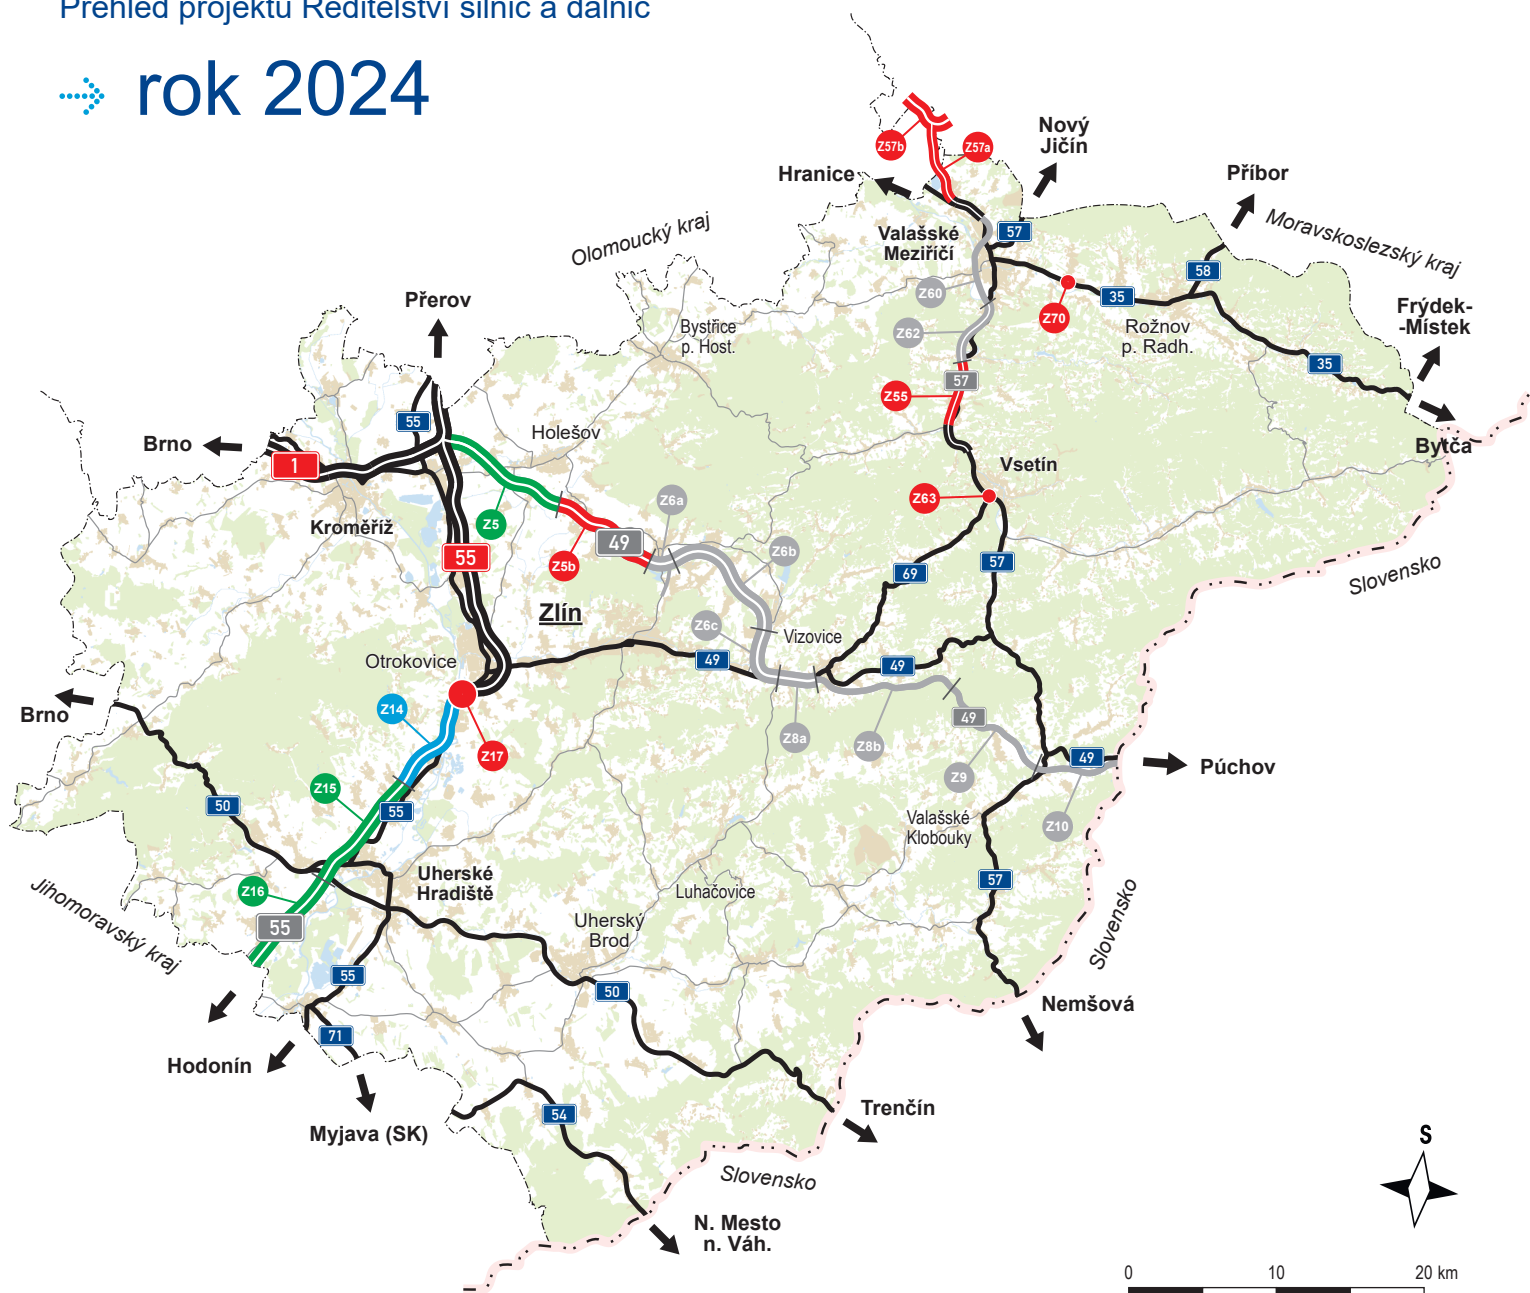 Přehled projektů Ředitelství silnic a dálnic
rok 2024
Nový
Jičín
Z57b
Z57a
Hranice
Příbor
Olomoucký kraj
Moravskoslezský kraj
Valašské
Meziříčí
57
58
Z60
Z70
35
Přerov
Frýdek-
-Místek
Bystřice
p. Host.
Z62
Rožnov
p. Radh.
35
57
Z55
55
Holešov
Brno
1
Bytča
Vsetín
Z63
Z6a
Kroměříž
Z5
49
55
Z5b
Z6b
69
57
Slovensko
Zlín
Z6c
Vizovice
Otrokovice
49
49
Brno
Z14
49
Z17
Z8a
Z8b
49
Púchov
Z9
Z15
50
55
Valašské
Klobouky
Z10
Uherské
Hradiště
57
Z16
Luhačovice
Jihomoravský kraj
55
Uherský
Brod
Slovensko
55
50
Nemšová
71
Hodonín
Trenčín
54
Myjava (SK)
Slovensko
S
N. Mesto
n. Váh.
0 10 20 km